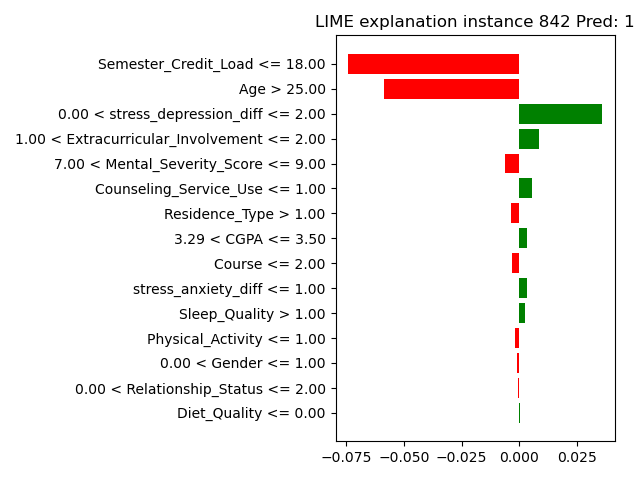 LIME explanation instance 842 Pred: 1
Semester_Credit_Load <= 18.00
Age > 25.00
0.00 < stress_depression_diff <= 2.00
1.00 < Extracurricular_Involvement <= 2.00
7.00 < Mental_Severity_Score <= 9.00
Counseling_Service_Use <= 1.00
Residence_Type > 1.00
3.29 < CGPA <= 3.50
Course <= 2.00
stress_anxiety_diff <= 1.00
Sleep_Quality > 1.00
Physical_Activity <= 1.00
0.00 < Gender <= 1.00
0.00 < Relationship_Status <= 2.00
Diet_Quality <= 0.00
−0.075 −0.050 −0.025 0.000 0.025